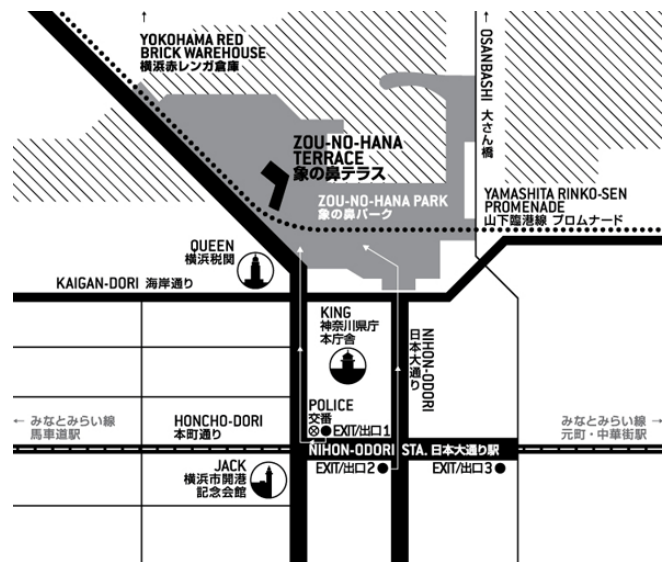 YOKOHAMA RED
BRICK WAREHOUSE
横浜赤レンガ倉庫
OSANBASHI 大さん橋
ZOU-NO-HANA
TERRACE
象の鼻テラス
ZOU-NO-HANA PARK
象の鼻パーク
YAMASHITA RINKO-SEN
PROMENADE
山下臨港線 プロムナード
QUEEN
横浜税関
KAIGAN-DORI 海岸通り
KING
神奈川県庁
本庁舎
NIHON-ODORI
日本大通り
POLICE
交番
EXIT/出口1
HONCHO-DORI
本町通り
← みなとみらい線
馬車道駅
みなとみらい線 →
元町・中華街駅
NIHON-ODORI STA. 日本大通り駅
EXIT/出口2
EXIT/出口3
JACK
横浜市開港
記念会館